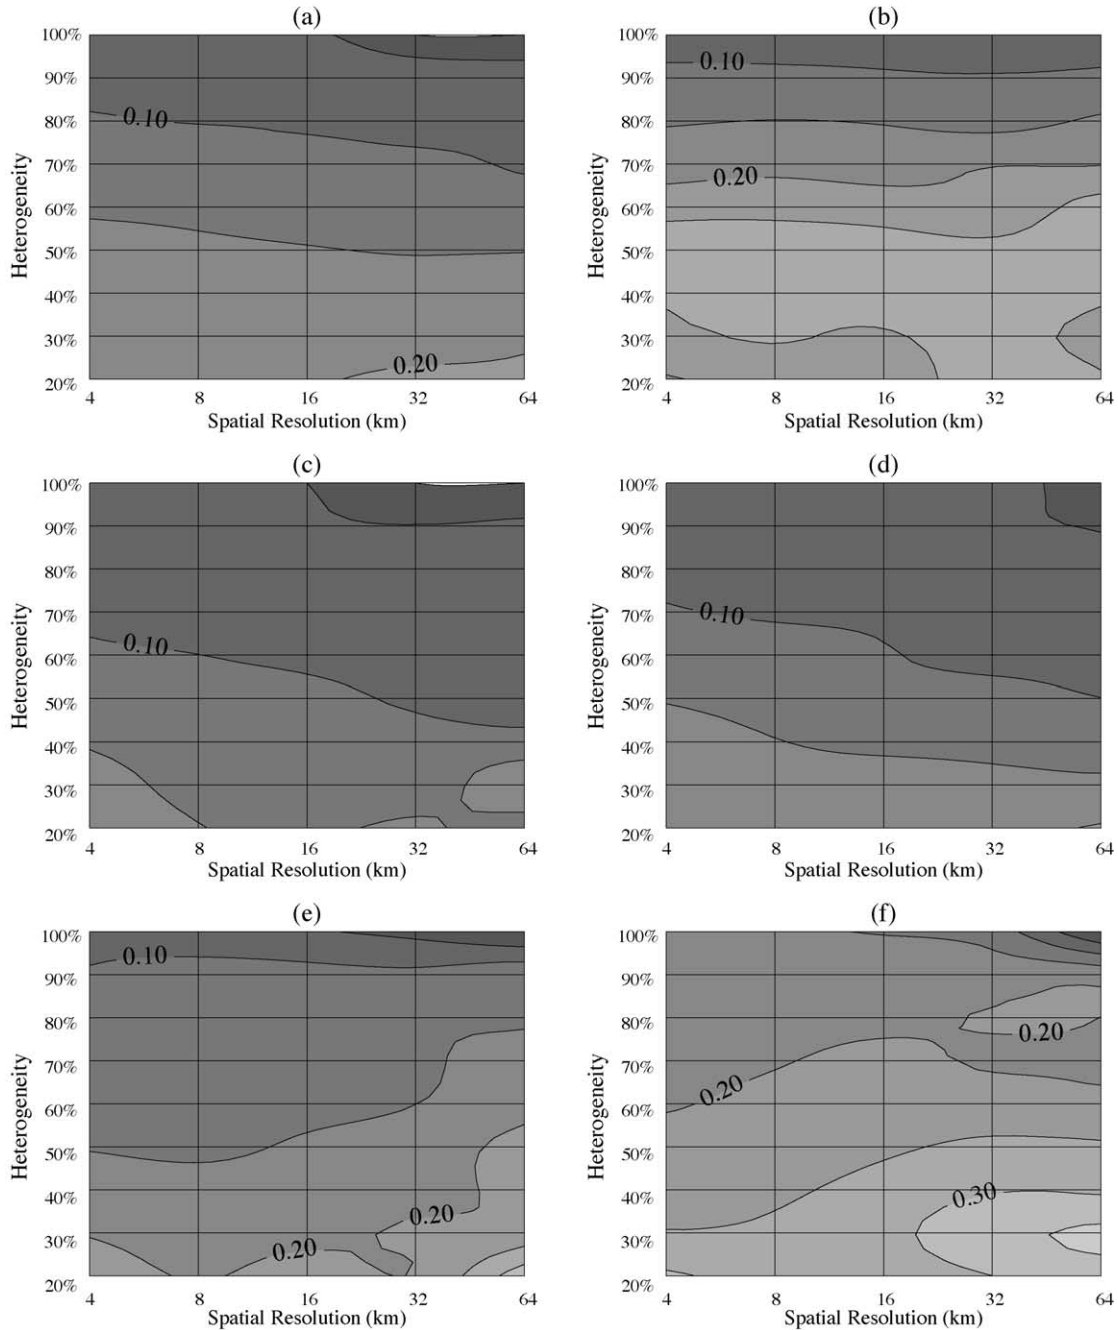 (a)
100%
90%
80%
70%
60%
50%
40%
30%
20%
Heterogeneity
0.10
0.20
4 8 16 32 64
Spatial Resolution (km)
(b)
100%
90%
80%
70%
60%
50%
40%
30%
20%
Heterogeneity
0.10
0.20
4 8 16 32 64
Spatial Resolution (km)
(c)
100%
90%
80%
70%
60%
50%
40%
30%
20%
Heterogeneity
0.10
4 8 16 32 64
Spatial Resolution (km)
(d)
100%
90%
80%
70%
60%
50%
40%
30%
20%
Heterogeneity
0.10
4 8 16 32 64
Spatial Resolution (km)
(e)
100%
90%
80%
70%
60%
50%
40%
30%
20%
Heterogeneity
0.10
0.20
0.20
4 8 16 32 64
Spatial Resolution (km)
(f)
100%
90%
80%
70%
60%
50%
40%
30%
20%
Heterogeneity
0.20
0.20
0.30
4 8 16 32 64
Spatial Resolution (km)